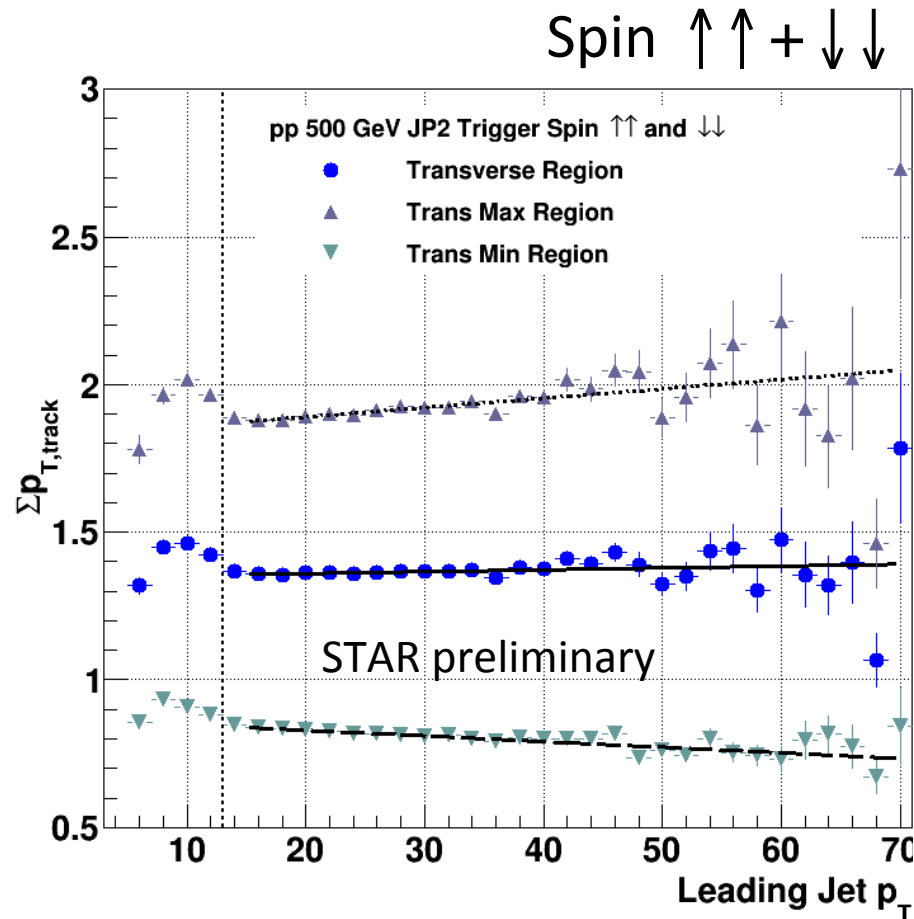 Spin ↑↑+↓↓
pp 500 GeV JP2 Trigger Spin ↑↑ and ↓↓
Transverse Region
Trans Max Region
Trans Min Region
STAR preliminary
Σp_T,track
3
2.5
2
1.5
1
0.5
10 20 30 40 50 60 70
Leading Jet p_T